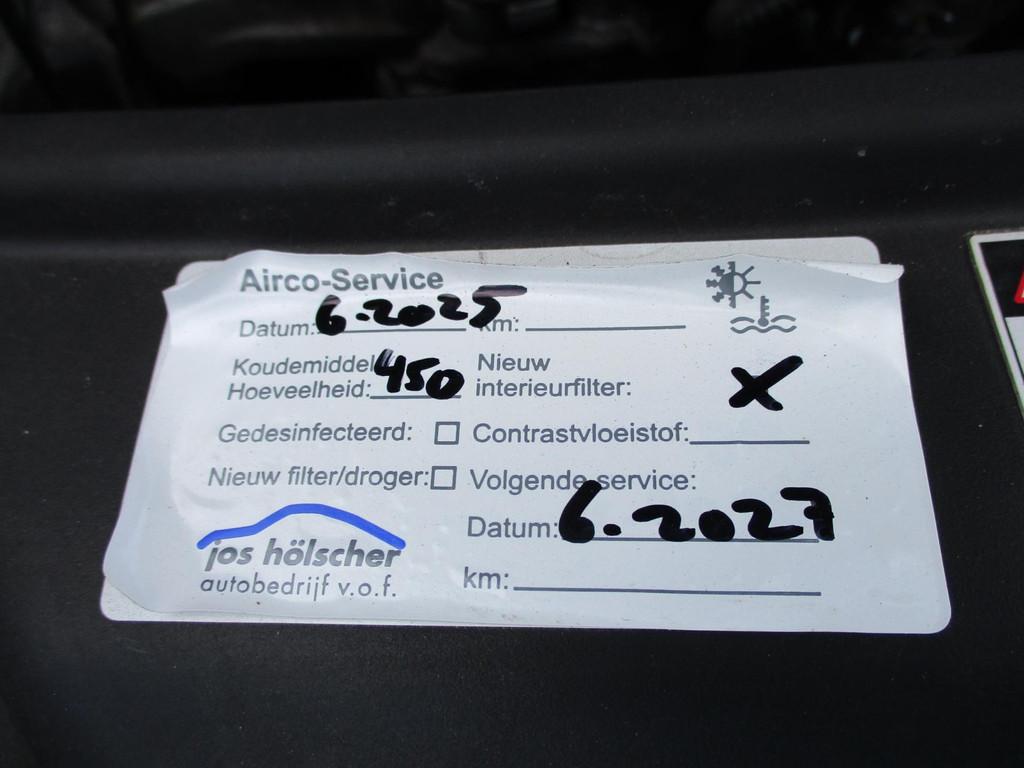 Airco-Service
Datum: 6.2025 km:
Koudemiddel Hoeveelheid: 450
Nieuw interieurfilter: X
Gedesinfecteerd: Contrastvloeistof:
Nieuw filter/droger: Volgende service:
Datum: 6.2027
km:
jos hölscher
autobedrijf v.o.f.